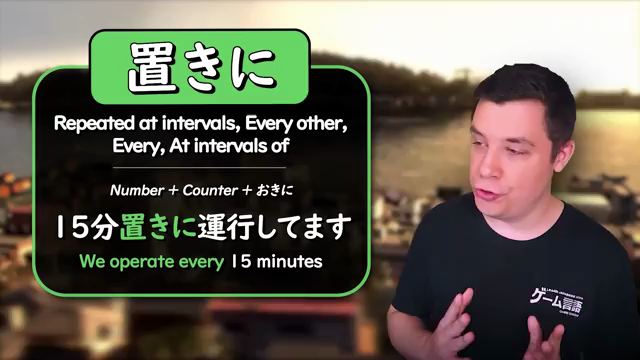 置きに
Repeated at intervals, Every other,
Every, At intervals of
Number + Counter + おきに
15分置きに運行してます
We operate every 15 minutes
ゲーム言語